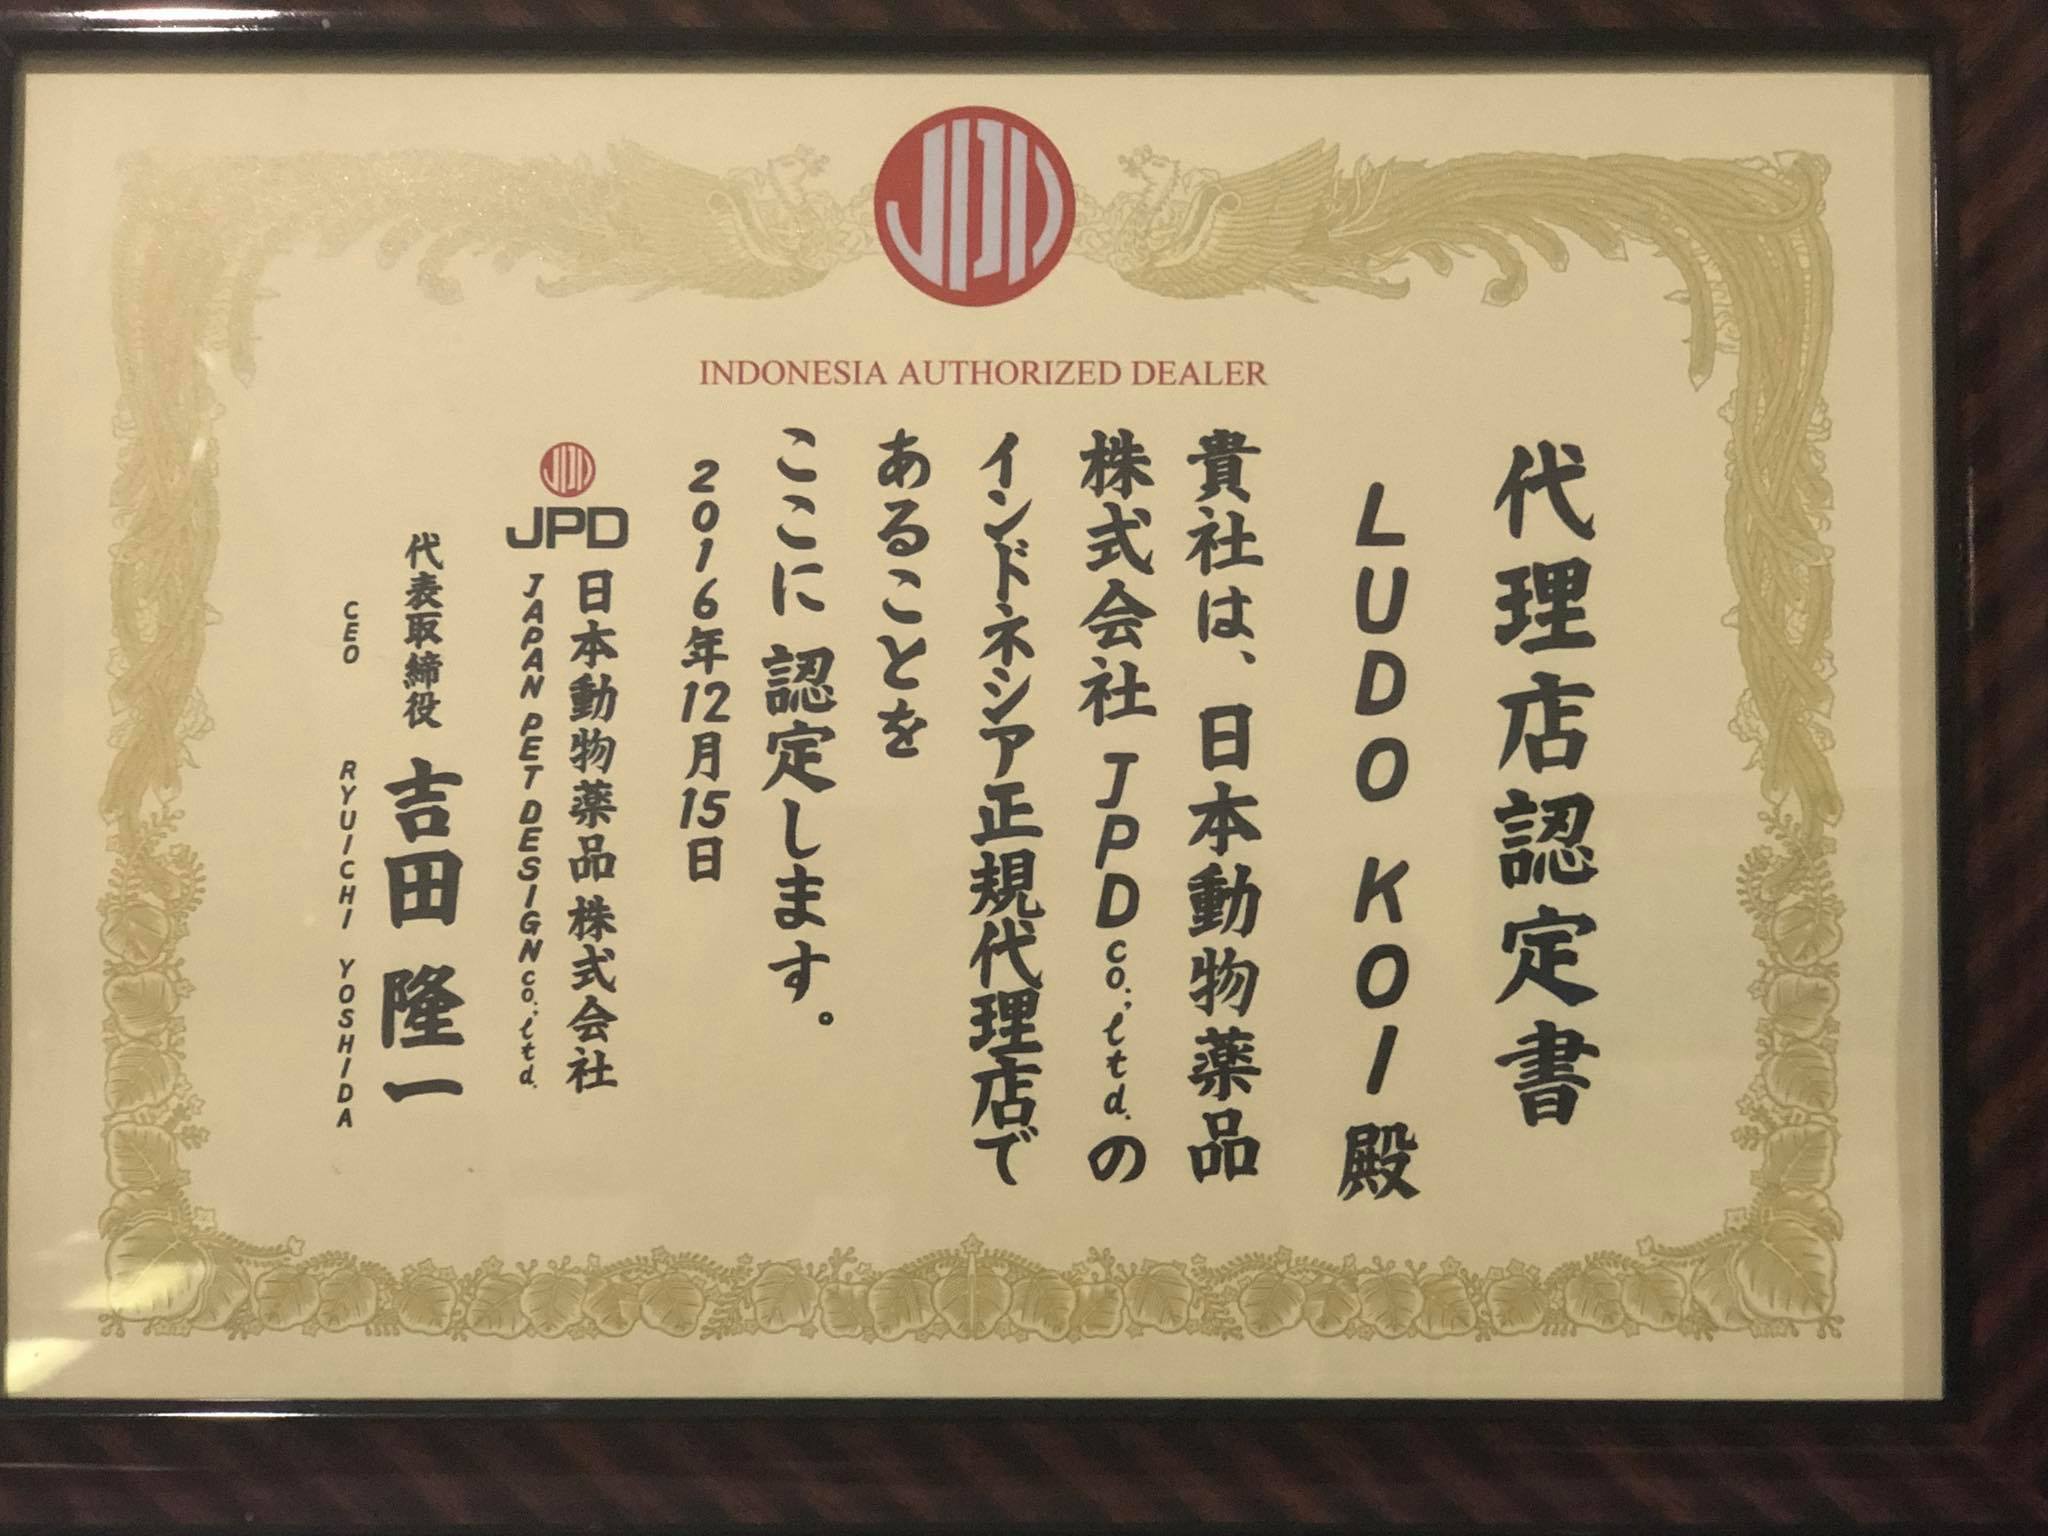 JPD
INDONESIA AUTHORIZED DEALER
代理店認定書
LUDO KOI 殿
貴社は、日本動物薬品
株式会社 JPD co.,ltd.の
インドネシア正規代理店で
あることを
ここに認定します。
2016年12月15日
JPD
日本動物薬品 株式会社
JAPAN PET DESIGN co.,ltd.
代表取締役 吉田 隆一
CEO RYUICHI YOSHIDA